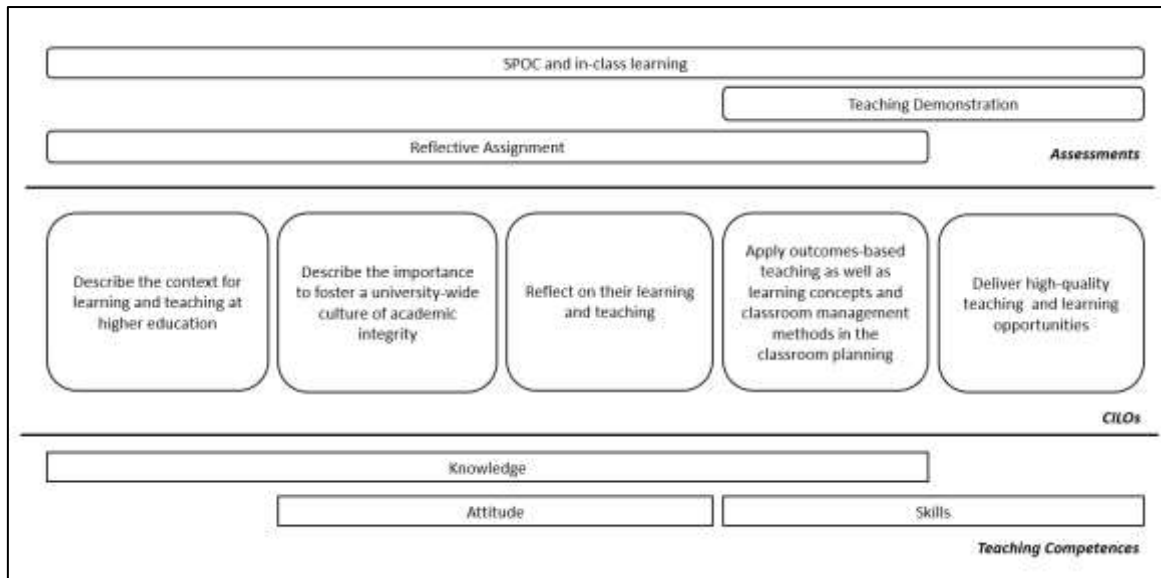 SPOC and in-class learning
Teaching Demonstration
Reflective Assignment
Assessments
Describe the context for
learning and teaching at
higher education
Describe the importance
to foster a university-wide
culture of academic
integrity
Reflect on their learning
and teaching
Apply outcomes-based
teaching as well as
learning concepts and
classroom management
methods in the
classroom planning
Deliver high-quality
teaching and learning
opportunities
CILOs
Knowledge
Attitude
Skills
Teaching Competences